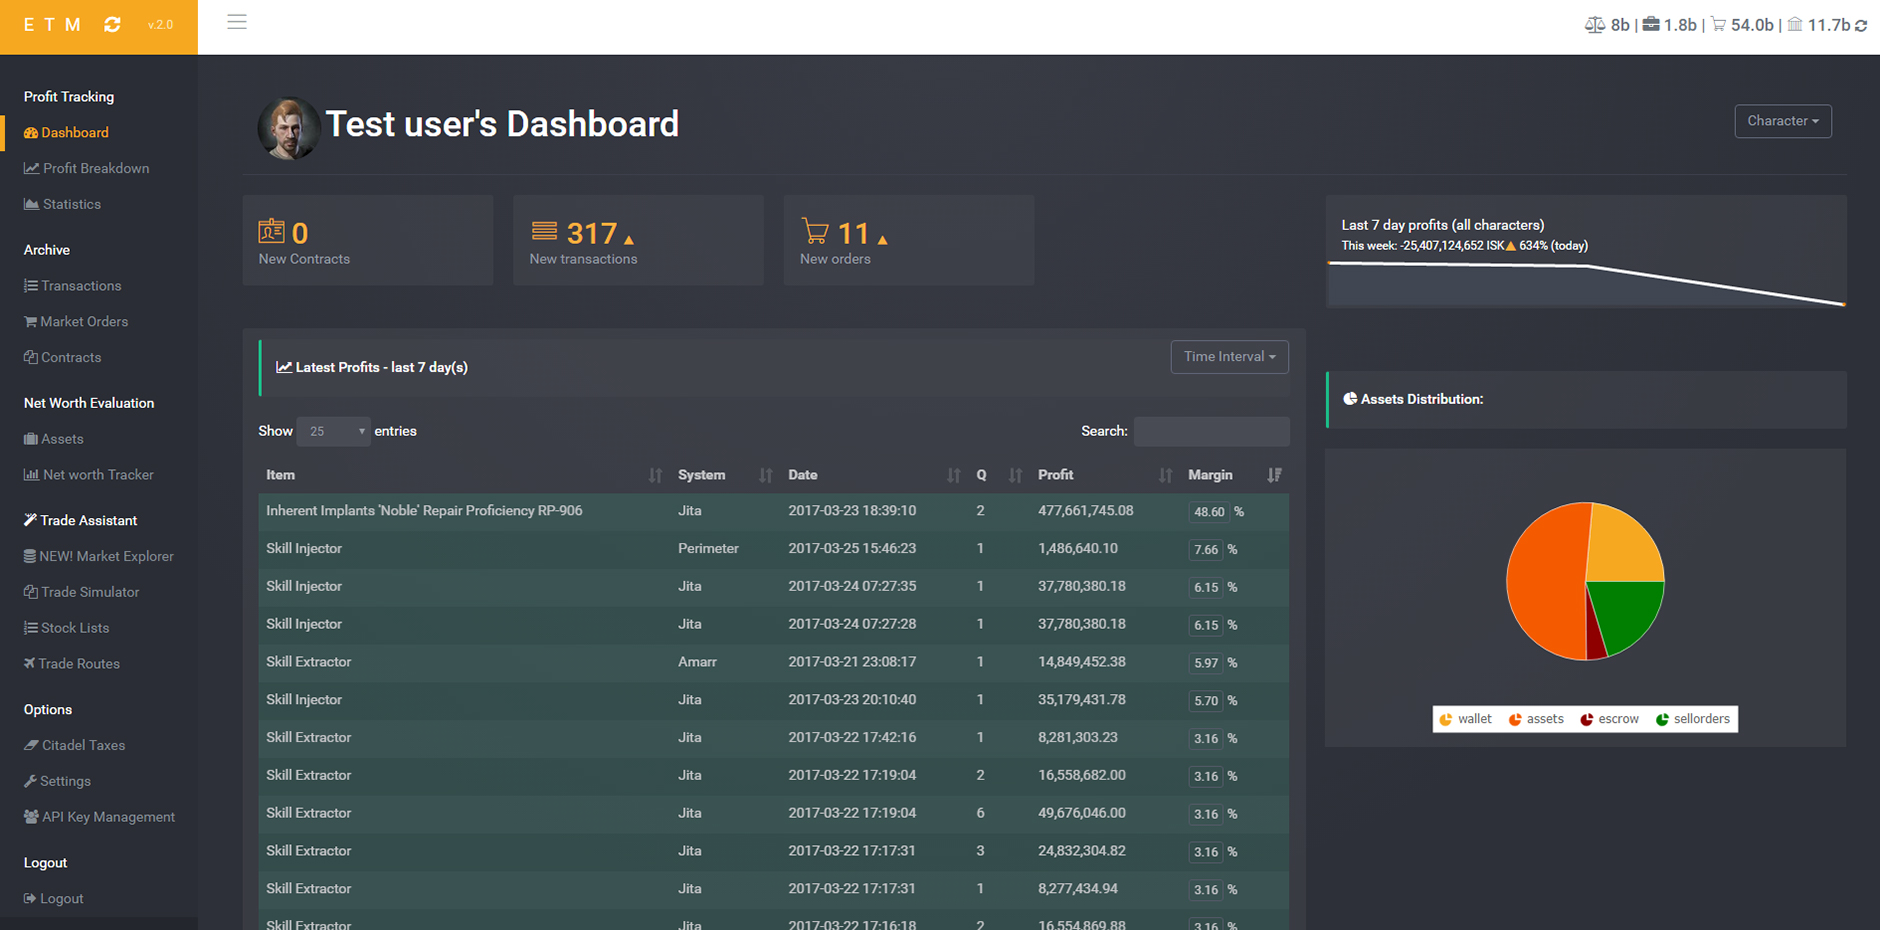 E T M v.2.0
8b | 1.8b | 54.0b | 11.7b
Profit Tracking
Dashboard
Profit Breakdown
Statistics
Archive
Transactions
Market Orders
Contracts
Net Worth Evaluation
Assets
Net worth Tracker
Trade Assistant
NEW! Market Explorer
Trade Simulator
Stock Lists
Trade Routes
Options
Citadel Taxes
Settings
API Key Management
Logout
Logout
Test user's Dashboard
Character
0
New Contracts
317
New transactions
11
New orders
Last 7 day profits (all characters)
This week: -25,407,124,652 ISK 634% (today)
Latest Profits - last 7 day(s)
Time Interval
Show 25 entries
Search:
Item System Date Q Profit Margin
Inherent Implants 'Noble' Repair Proficiency RP-906 Jita 2017-03-23 18:39:10 2 477,661,745.08 48.60 %
Skill Injector Perimeter 2017-03-25 15:46:23 1 1,486,640.10 7.66 %
Skill Injector Jita 2017-03-24 07:27:35 1 37,780,380.18 6.15 %
Skill Injector Jita 2017-03-24 07:27:28 1 37,780,380.18 6.15 %
Skill Extractor Amarr 2017-03-21 23:08:17 1 14,849,452.38 5.97 %
Skill Injector Jita 2017-03-23 20:10:40 1 35,179,431.78 5.70 %
Skill Extractor Jita 2017-03-22 17:42:16 1 8,281,303.23 3.16 %
Skill Extractor Jita 2017-03-22 17:19:04 2 16,558,682.00 3.16 %
Skill Extractor Jita 2017-03-22 17:19:04 6 49,676,046.00 3.16 %
Skill Extractor Jita 2017-03-22 17:17:31 3 24,832,304.82 3.16 %
Skill Extractor Jita 2017-03-22 17:17:31 1 8,277,434.94 3.16 %
Skill Extractor Jita 2017-03-22 17:16:18 2 16,554,869.88 3.16 %
Assets Distribution:
wallet assets escrow sellorders